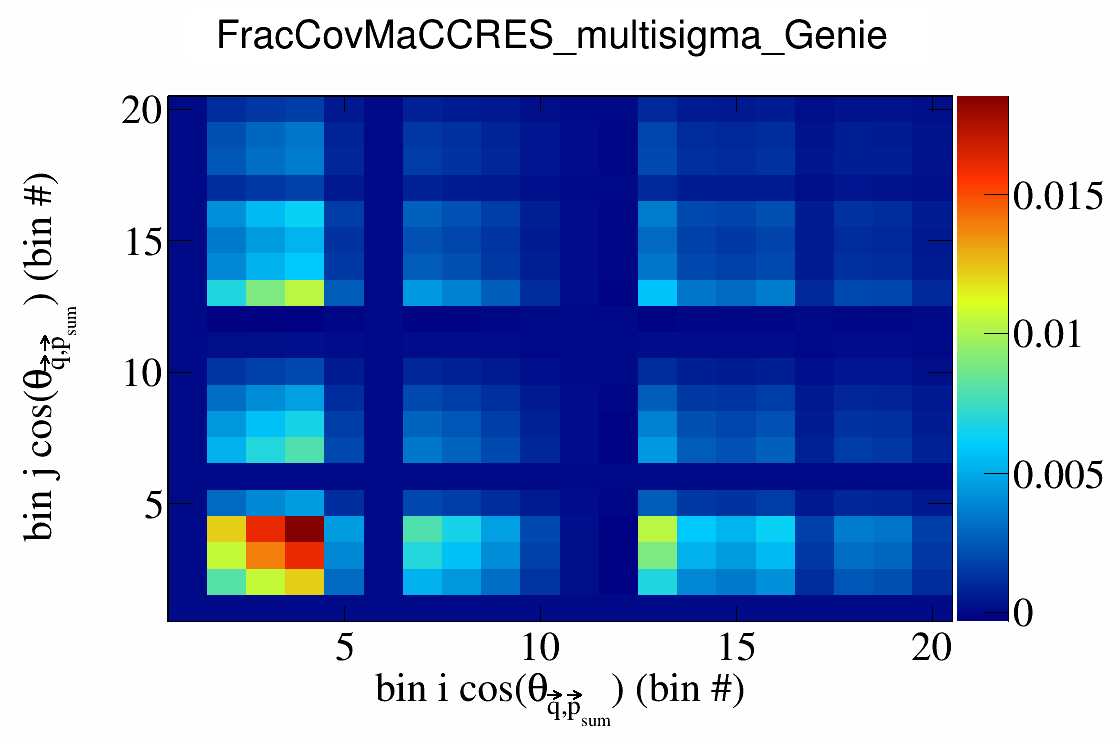 FracCovMaCCRES_multisigma_Genie
20
15
10
5
bin j cos(θ q⃗,p⃗ sum ) (bin #)
0.015
0.01
0.005
0
5 10 15 20
bin i cos(θ q⃗,p⃗ sum ) (bin #)